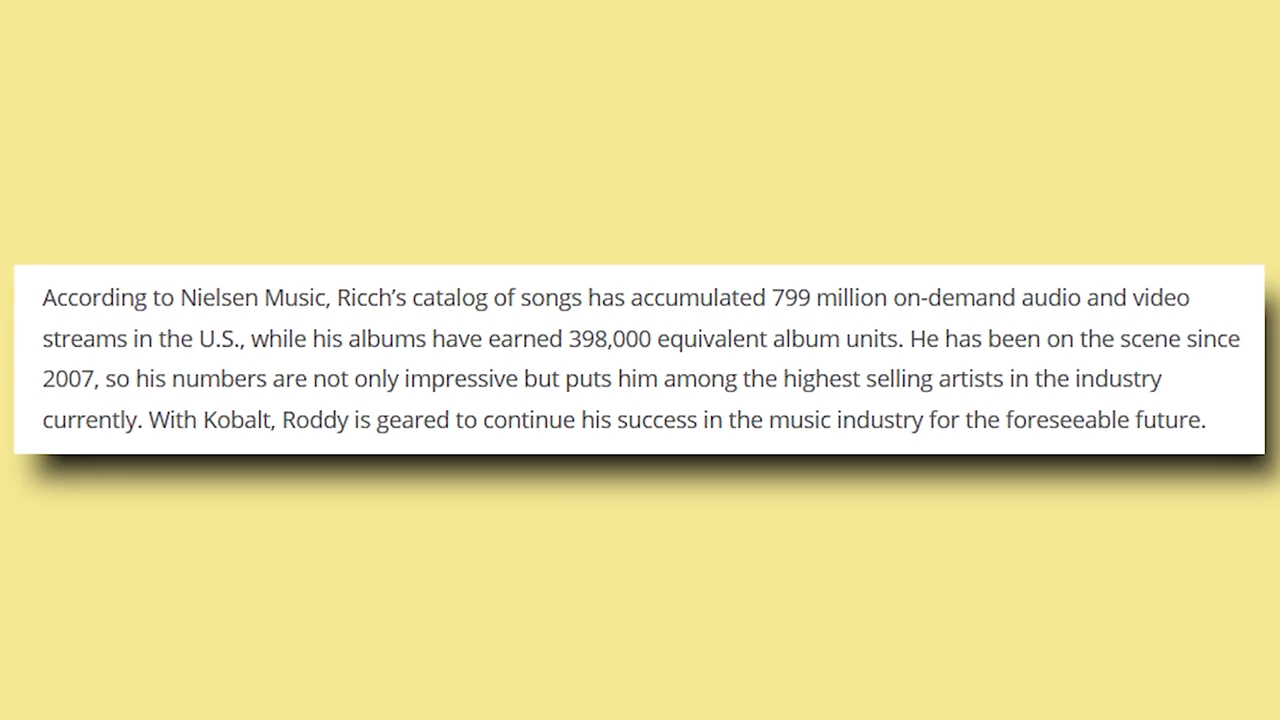 According to Nielsen Music, Ricch’s catalog of songs has accumulated 799 million on-demand audio and video
streams in the U.S., while his albums have earned 398,000 equivalent album units. He has been on the scene since
2007, so his numbers are not only impressive but puts him among the highest selling artists in the industry
currently. With Kobalt, Roddy is geared to continue his success in the music industry for the foreseeable future.